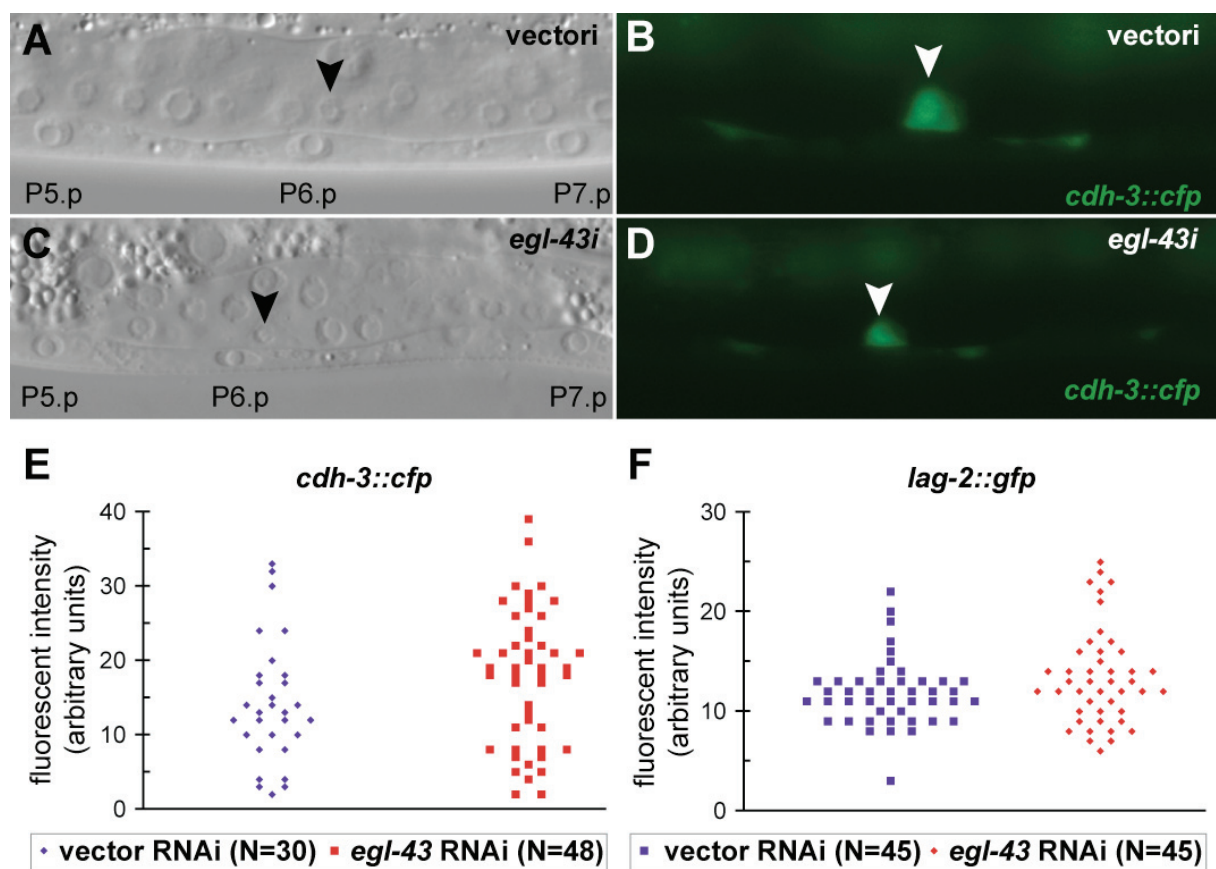 A
vectori
P5.p P6.p P7.p
B
vectori
cdh-3::cfp
C
egl-43i
P5.p P6.p P7.p
D
egl-43i
cdh-3::cfp
E
cdh-3::cfp
fluorescent intensity
(arbitrary units)
40
30
20
10
0
vector RNAi (N=30) egl-43 RNAi (N=48)
F
lag-2::gfp
fluorescent intensity
(arbitrary units)
30
20
10
0
vector RNAi (N=45) egl-43 RNAi (N=45)